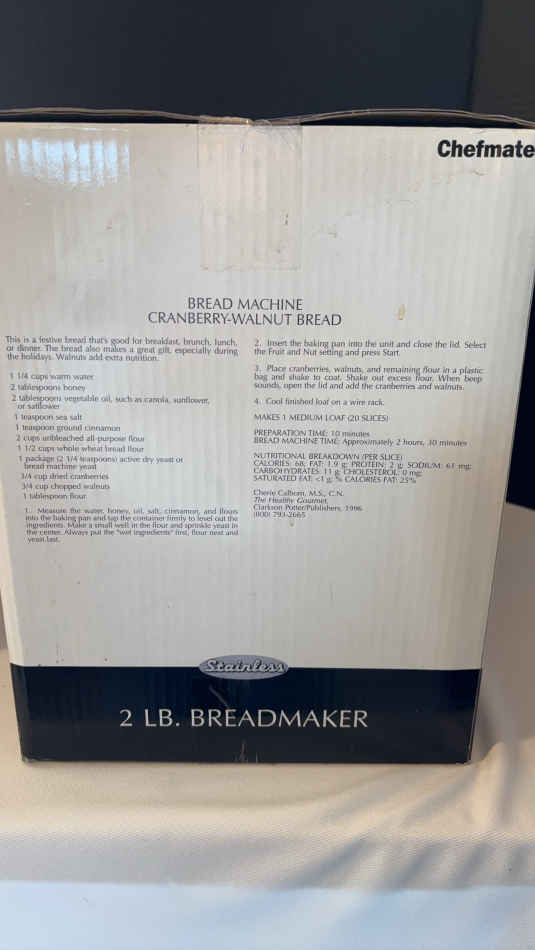 Chefmate
BREAD MACHINE
CRANBERRY-WALNUT BREAD
This is a festive bread that's good for breakfast, brunch, lunch,
or dinner. The bread also makes a great gift, especially during
the holidays. Walnuts add extra nutrition.
1 1/4 cups warm water
2 tablespoons honey
2 tablespoons vegetable oil, such as canola, sunflower,
or safflower
1 teaspoon sea salt
1 teaspoon ground cinnamon
2 cups unbleached all-purpose flour
1 1/2 cups whole wheat bread flour
1 package (2 1/4 teaspoons) active dry yeast or
bread machine yeast
3/4 cup dried cranberries
3/4 cup chopped walnuts
1 tablespoon flour
1. Measure the water, honey, oil, salt, cinnamon, and flours
into the baking pan and tap the container firmly to level out the
ingredients. Make a small well in the flour and sprinkle yeast in
the center. Always put the "wet ingredients" first, flour next and
yeast last.
2. Insert the baking pan into the unit and close the lid. Select
the Fruit and Nut setting and press Start.
3. Place cranberries, walnuts, and remaining flour in a plastic
bag and shake to coat. Shake out excess flour. When beep
sounds, open the lid and add the cranberries and walnuts.
4. Cool finished loaf on a wire rack.
MAKES 1 MEDIUM LOAF (20 SLICES)
PREPARATION TIME: 10 minutes
BREAD MACHINE TIME: Approximately 2 hours, 30 minutes
NUTRITIONAL BREAKDOWN (PER SLICE)
CALORIES: 68; FAT: 1.9 g; PROTEIN: 2 g; SODIUM: 61 mg;
CARBOHYDRATES: 11 g; CHOLESTEROL: 0 mg;
SATURATED FAT: <1 g; % CALORIES FAT: 25%
Cherie Calbom, M.S., C.N.
The Healthy Gourmet,
Clarkson Potter/Publishers, 1996
(800) 793-2665
Stainless
2 LB. BREADMAKER